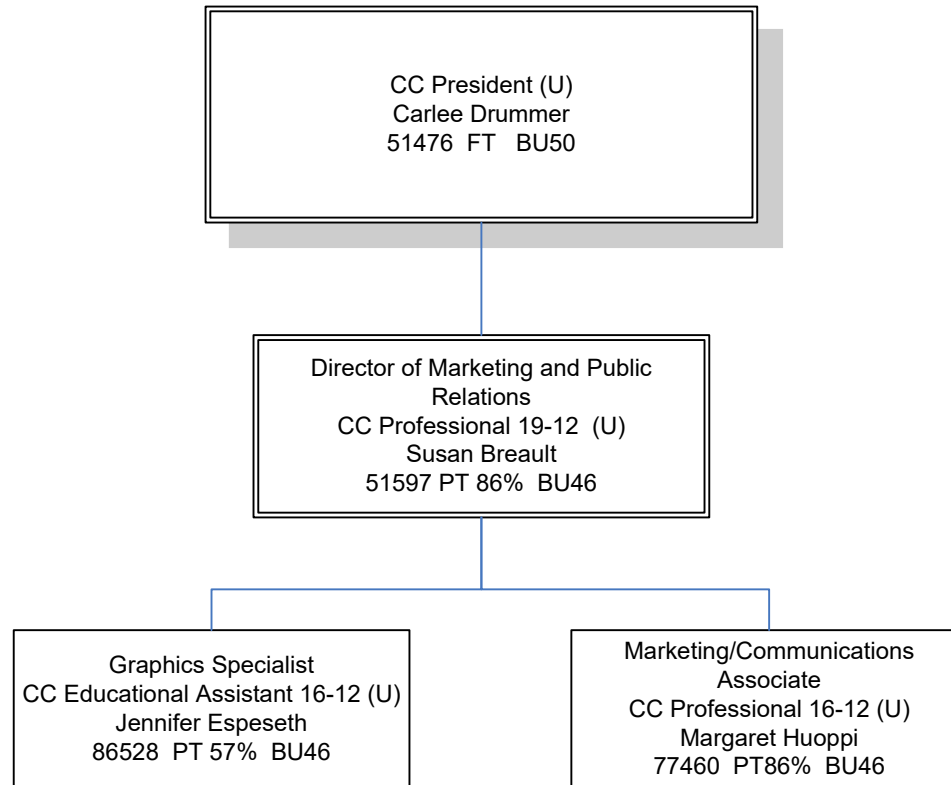 CC President (U)
Carlee Drummer
51476 FT BU50
Director of Marketing and Public
Relations
CC Professional 19-12 (U)
Susan Breault
51597 PT 86% BU46
Graphics Specialist
CC Educational Assistant 16-12 (U)
Jennifer Espeseth
86528 PT 57% BU46
Marketing/Communications
Associate
CC Professional 16-12 (U)
Margaret Huoppi
77460 PT86% BU46